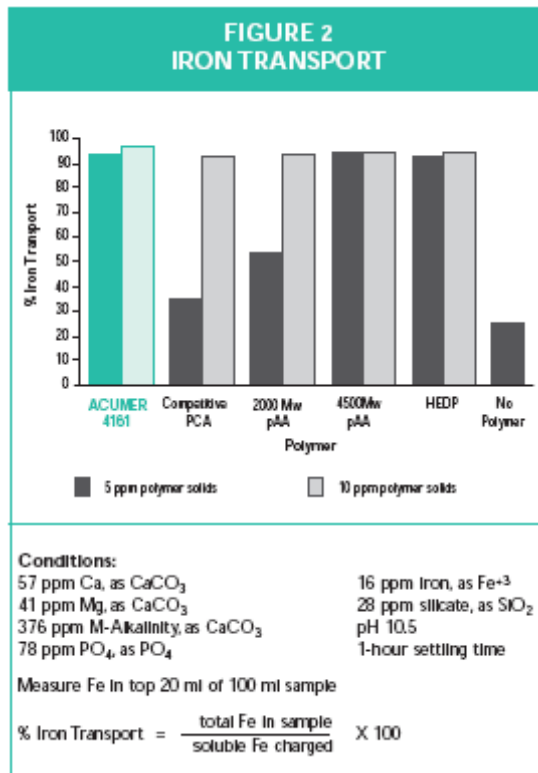 FIGURE 2
IRON TRANSPORT
100
90
80
70
60
50
40
30
20
10
0
% Iron Transport
ACUMER
4161
Competitive
PCA
2000 Mw
pAA
4500Mw
pAA
HEDP
No
Polymer
Polymer
5 ppm polymer solids
10 ppm polymer solids
Conditions:
57 ppm Ca, as CaCO₃
41 ppm Mg, as CaCO₃
376 ppm M-Alkalinity, as CaCO₃
78 ppm PO₄, as PO₄
16 ppm iron, as Fe⁺³
28 ppm silicate, as SiO₂
pH 10.5
1-hour settling time
Measure Fe in top 20 ml of 100 ml sample
% Iron Transport = total Fe in sample / soluble Fe charged X 100